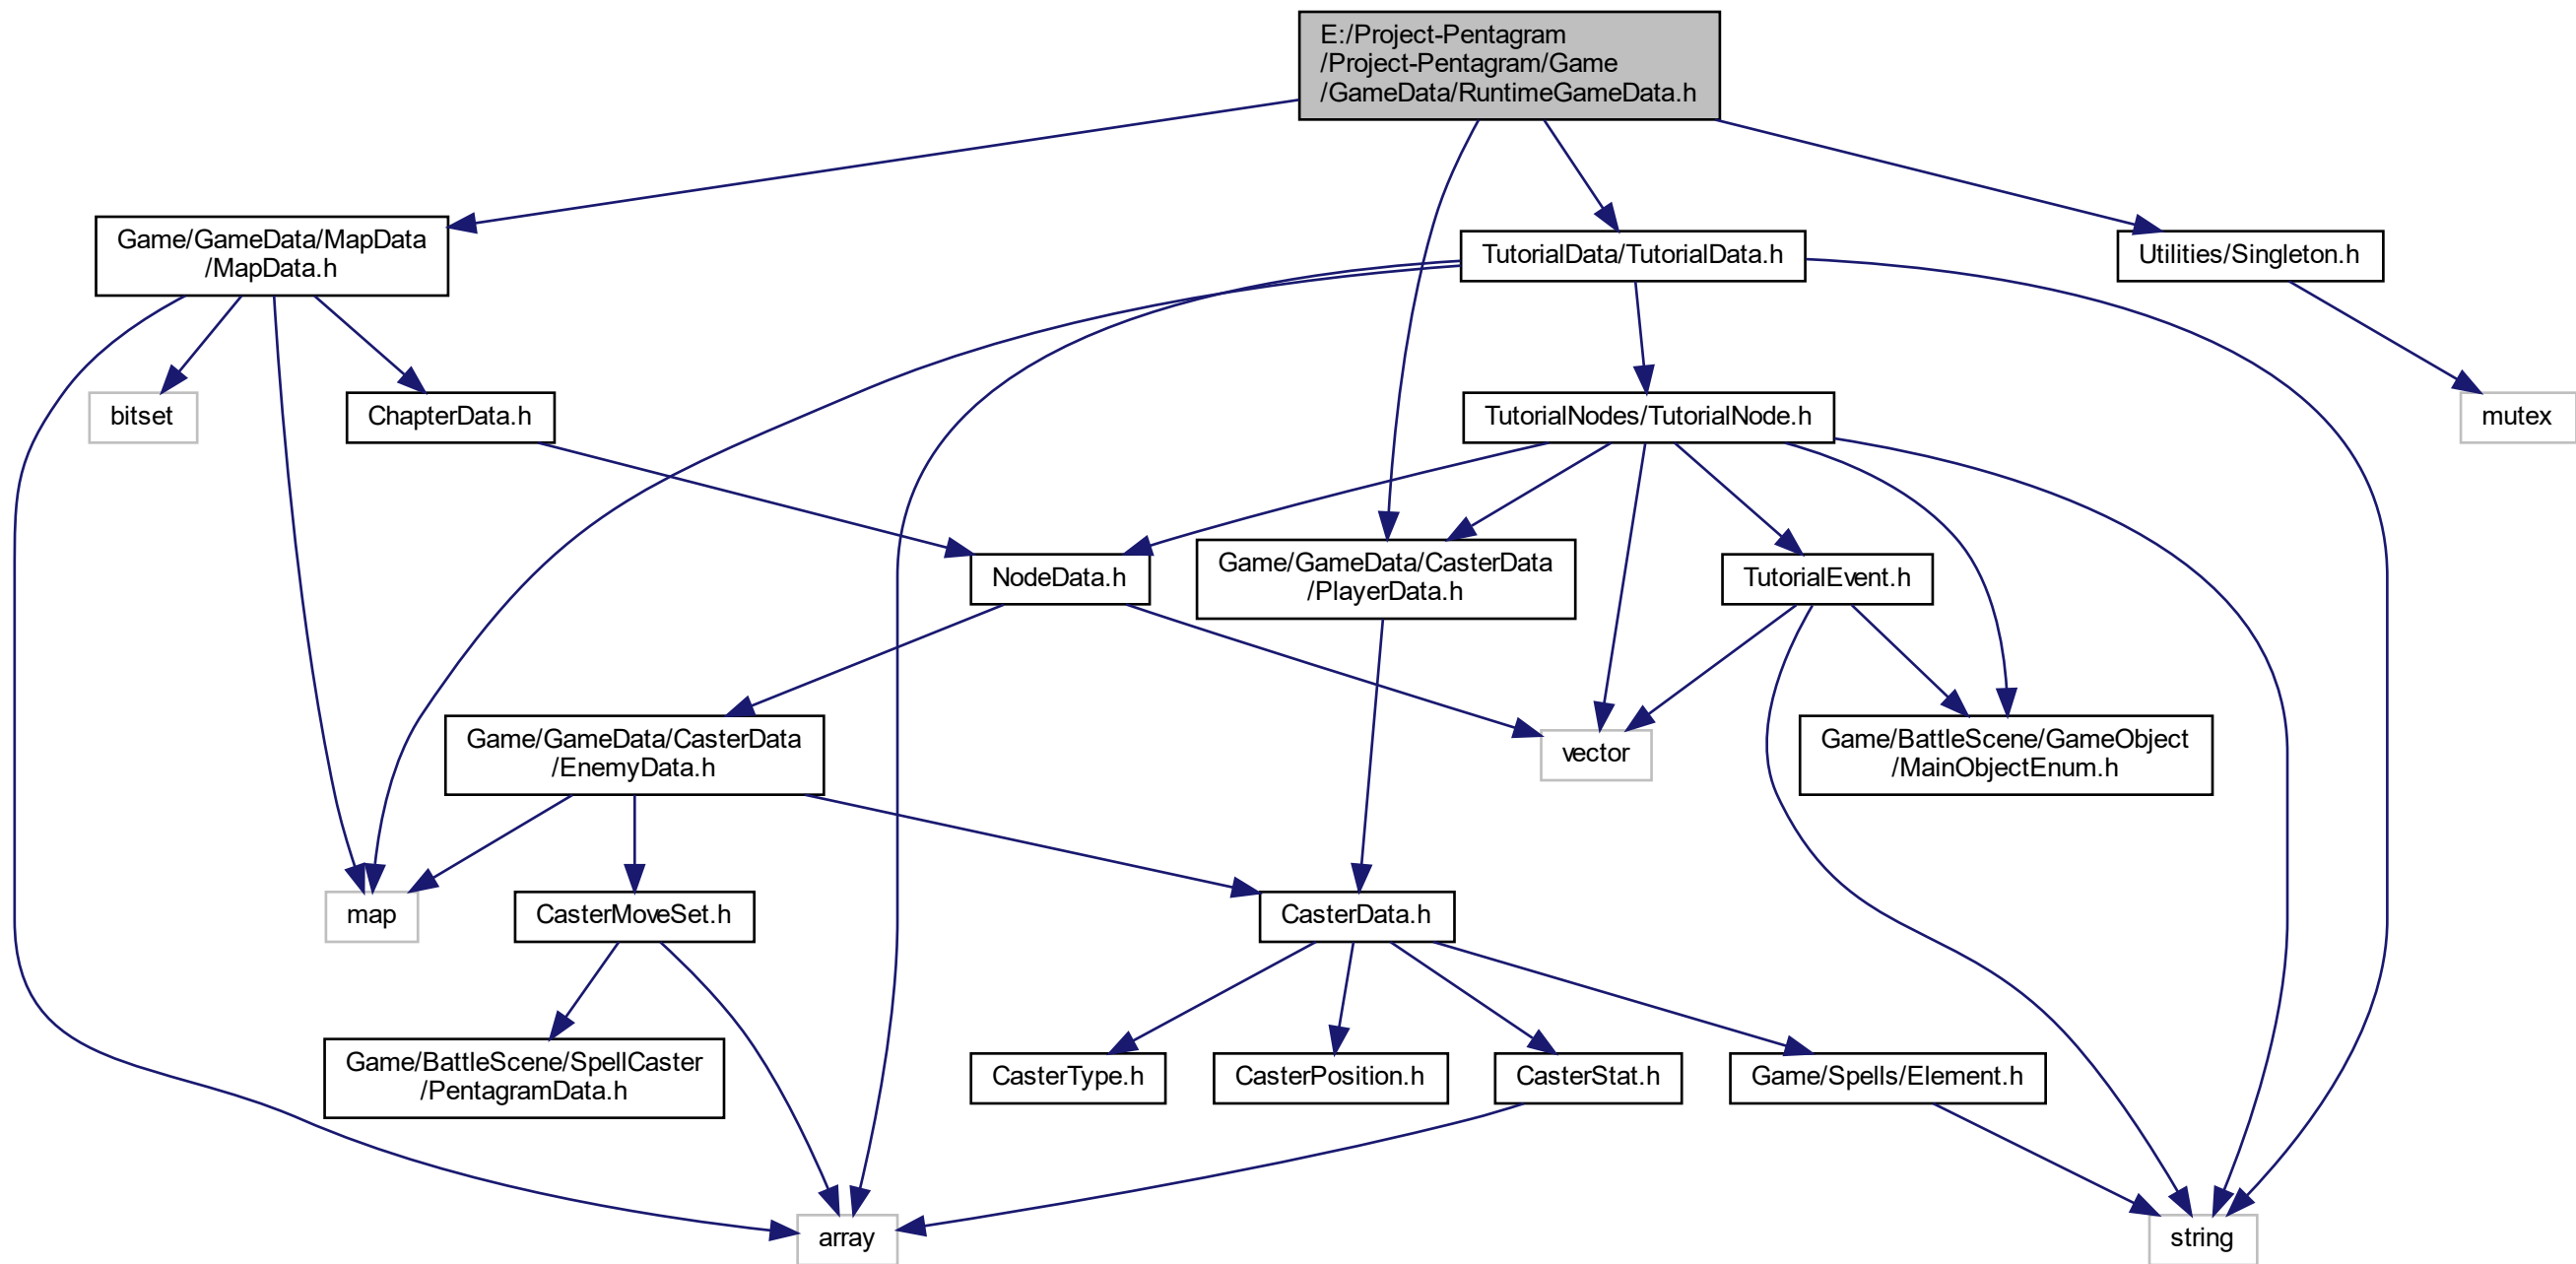 E:/Project-Pentagram
/Project-Pentagram/Game
/GameData/RuntimeGameData.h
Game/GameData/MapData
/MapData.h
TutorialData/TutorialData.h
Utilities/Singleton.h
bitset
ChapterData.h
TutorialNodes/TutorialNode.h
mutex
NodeData.h
Game/GameData/CasterData
/PlayerData.h
TutorialEvent.h
Game/GameData/CasterData
/EnemyData.h
vector
Game/BattleScene/GameObject
/MainObjectEnum.h
map
CasterMoveSet.h
CasterData.h
Game/BattleScene/SpellCaster
/PentagramData.h
CasterType.h
CasterPosition.h
CasterStat.h
Game/Spells/Element.h
array
string